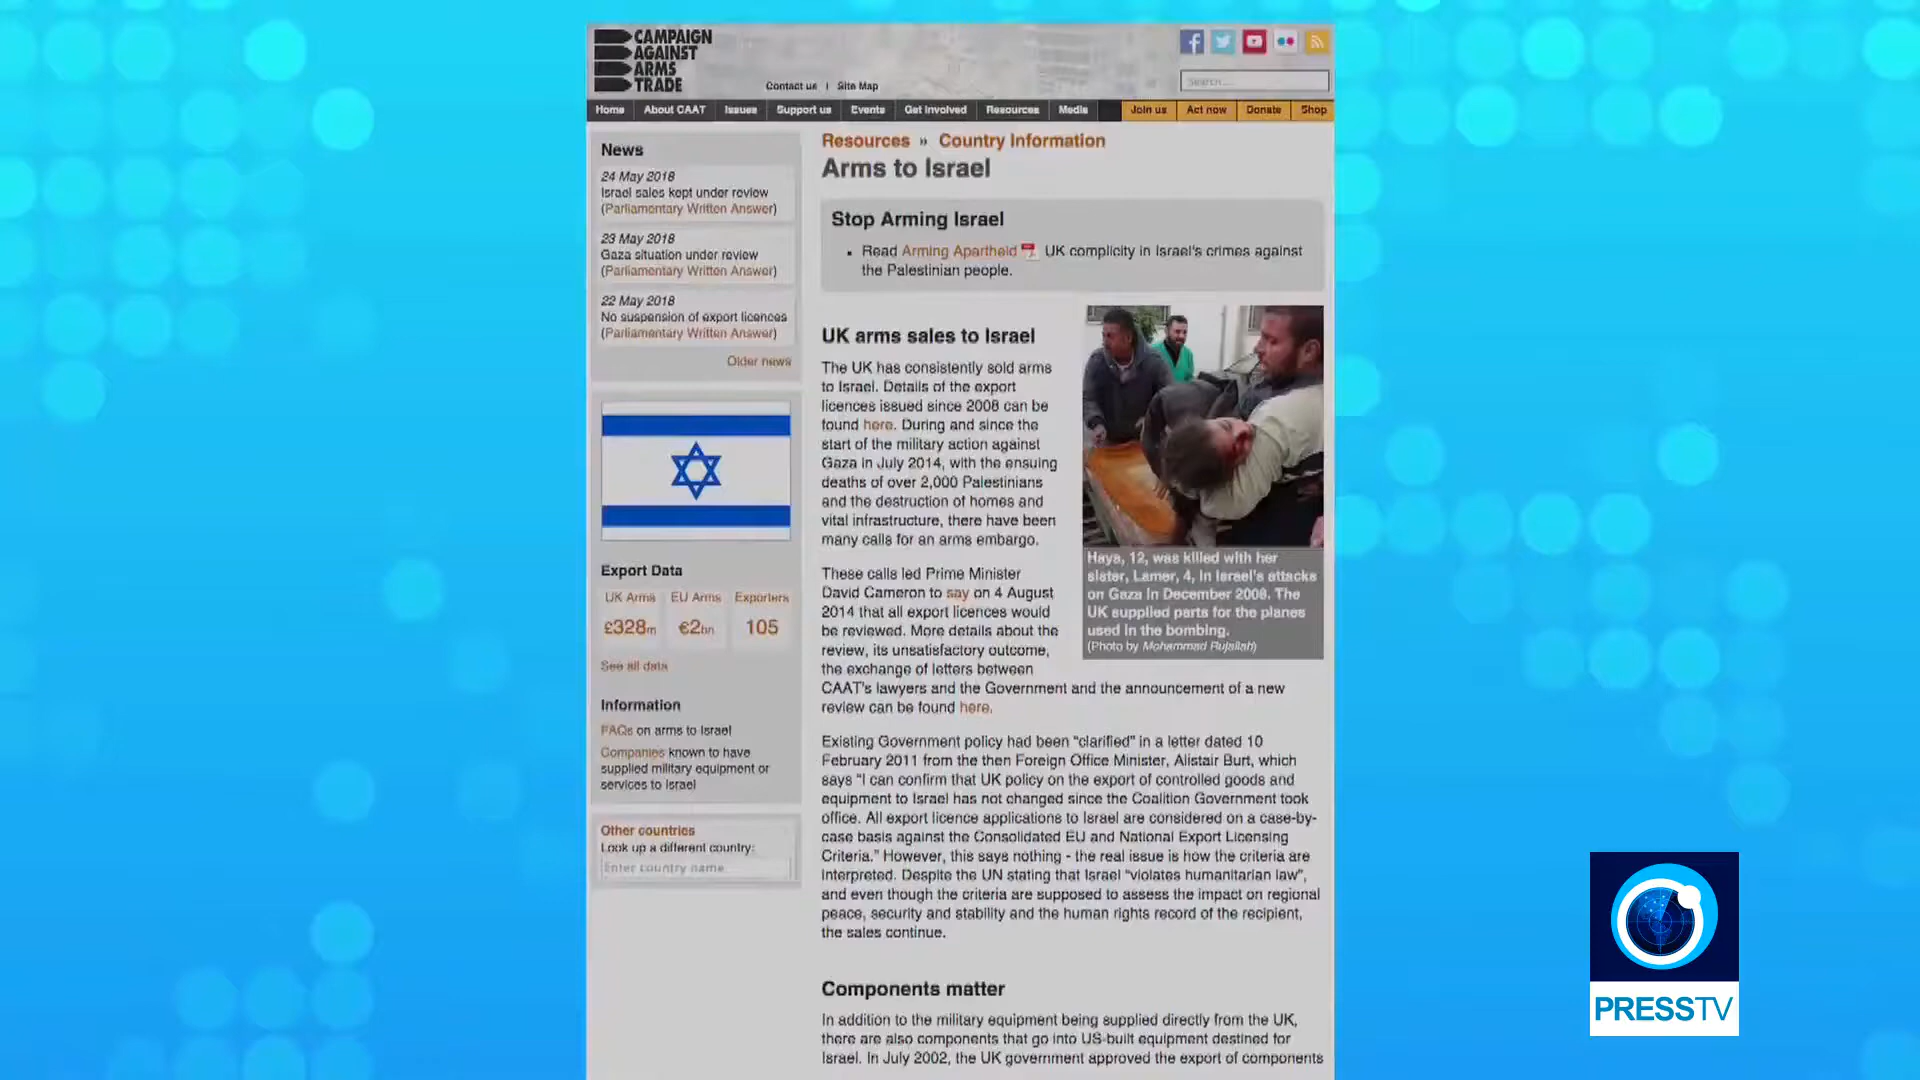 CAMPAIGN
AGAINST
ARMS
TRADE
Contact us | Site Map
Search....
Home About CAAT Issues Support us Events Get Involved Resources Media Join us Act now Donate Shop
News
24 May 2018
Israel sales kept under review
(Parliamentary Written Answer)
23 May 2018
Gaza situation under review
(Parliamentary Written Answer)
22 May 2018
No suspension of export licences
(Parliamentary Written Answer)
Older news
Export Data
UK Arms EU Arms Exporters
£328m €2bn 105
See all data
Information
FAQs on arms to Israel
Companies known to have
supplied military equipment or
services to Israel
Other countries
Look up a different country:
Enter country name
Resources » Country Information
Arms to Israel
Stop Arming Israel
Read Arming Apartheid UK complicity in Israel's crimes against
the Palestinian people.
UK arms sales to Israel
The UK has consistently sold arms
to Israel. Details of the export
licences issued since 2008 can be
found here. During and since the
start of the military action against
Gaza in July 2014, with the ensuing
deaths of over 2,000 Palestinians
and the destruction of homes and
vital infrastructure, there have been
many calls for an arms embargo.
Haya, 12, was killed with her
sister, Lamer, 4, in Israel's attacks
on Gaza in December 2008. The
UK supplied parts for the planes
used in the bombing.
(Photo by Mohammad Rujailah)
These calls led Prime Minister
David Cameron to say on 4 August
2014 that all export licences would
be reviewed. More details about the
review, its unsatisfactory outcome,
the exchange of letters between
CAAT's lawyers and the Government and the announcement of a new
review can be found here.
Existing Government policy had been "clarified" in a letter dated 10
February 2011 from the then Foreign Office Minister, Alistair Burt, which
says "I can confirm that UK policy on the export of controlled goods and
equipment to Israel has not changed since the Coalition Government took
office. All export licence applications to Israel are considered on a case-by-
case basis against the Consolidated EU and National Export Licensing
Criteria." However, this says nothing - the real issue is how the criteria are
interpreted. Despite the UN stating that Israel "violates humanitarian law",
and even though the criteria are supposed to assess the impact on regional
peace, security and stability and the human rights record of the recipient,
the sales continue.
Components matter
In addition to the military equipment being supplied directly from the UK,
there are also components that go into US-built equipment destined for
Israel. In July 2002, the UK government approved the export of components
PRESSTV